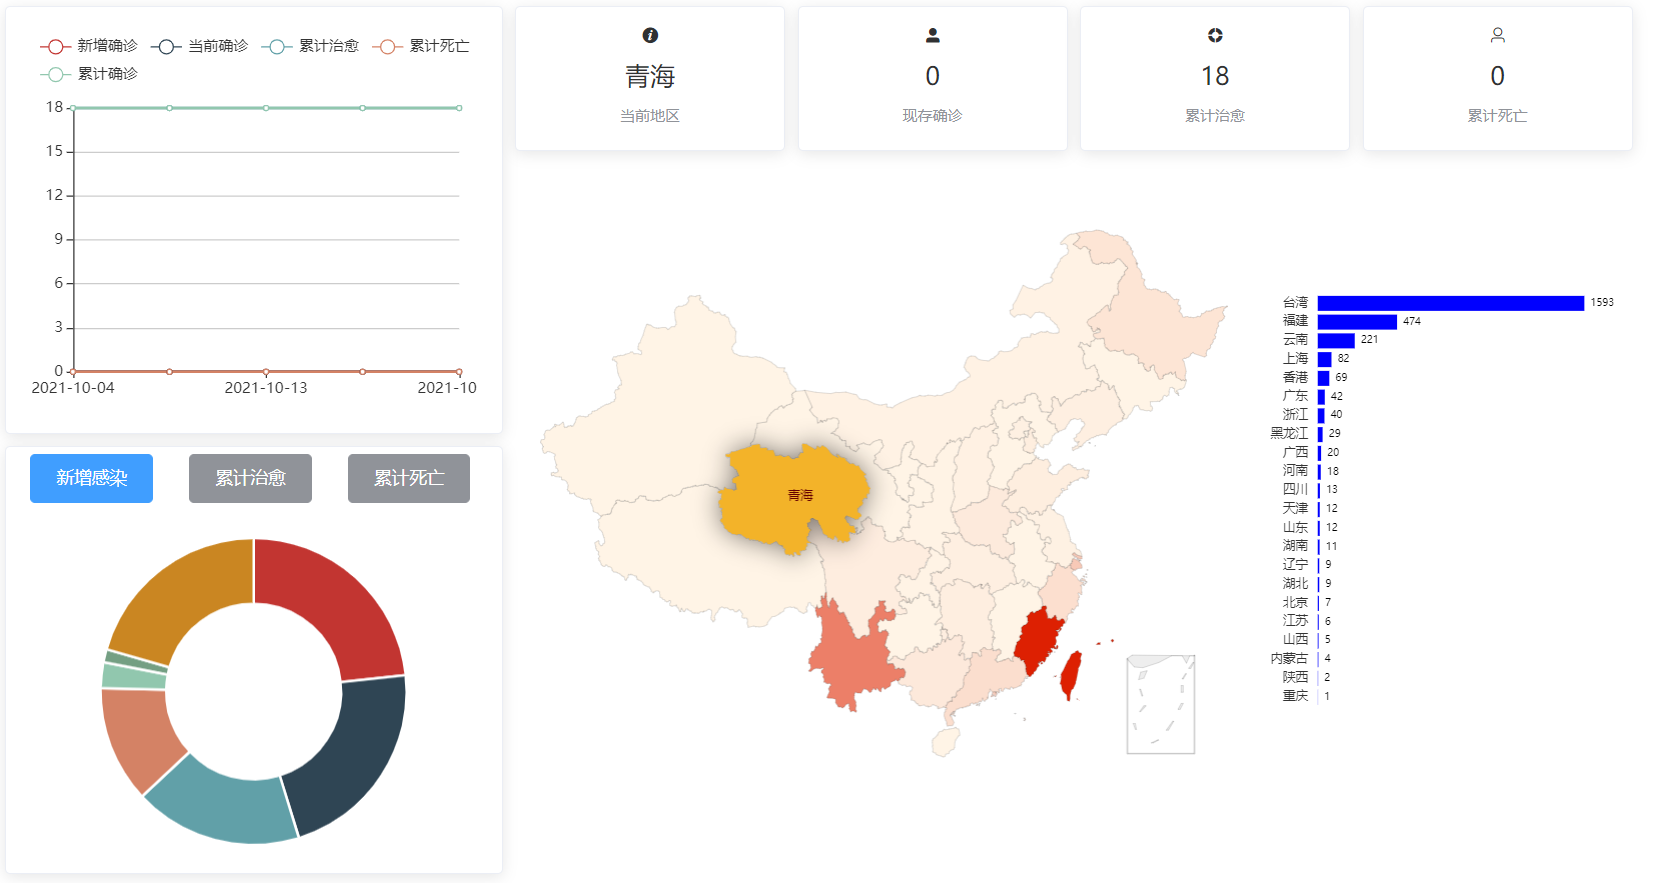 新增确诊 当前确诊 累计治愈 累计死亡
累计确诊
18
15
12
9
6
3
0
2021-10-04 2021-10-13 2021-10
新增感染 累计治愈 累计死亡
青海
当前地区
0
现存确诊
18
累计治愈
0
累计死亡
青海
台湾 1593
福建 474
云南 221
上海 82
香港 69
广东 42
浙江 40
黑龙江 29
广西 20
河南 18
四川 13
天津 12
山东 12
湖南 11
辽宁 9
湖北 9
北京 7
江苏 6
山西 5
内蒙古 4
陕西 2
重庆 1